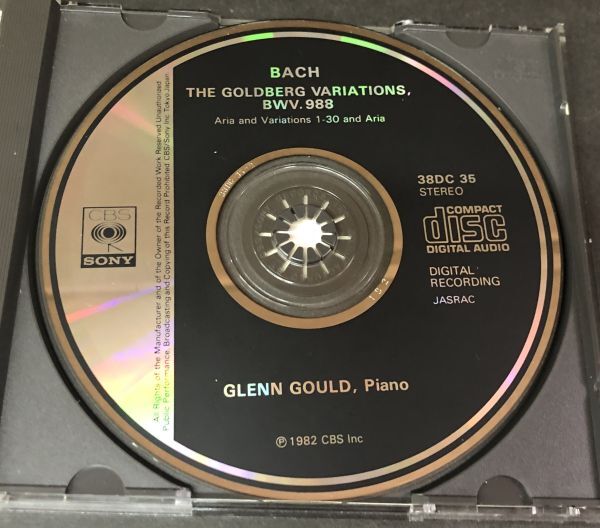 BACH
THE GOLDBERG VARIATIONS,
BWV. 988
Aria and Variations 1-30 and Aria
38DC 35
STEREO
COMPACT
disc
DIGITAL AUDIO
DIGITAL
RECORDING
JASRAC
CBS
SONY
All Rights of the Manufacturer and of the Owner of the Recorded Work Reserved Unauthorized
Public Performance. Broadcasting and Copying of this Record Prohibited CBS/Sony Inc. Tokyo Japan
GLENN GOULD, Piano
℗ 1982 CBS Inc